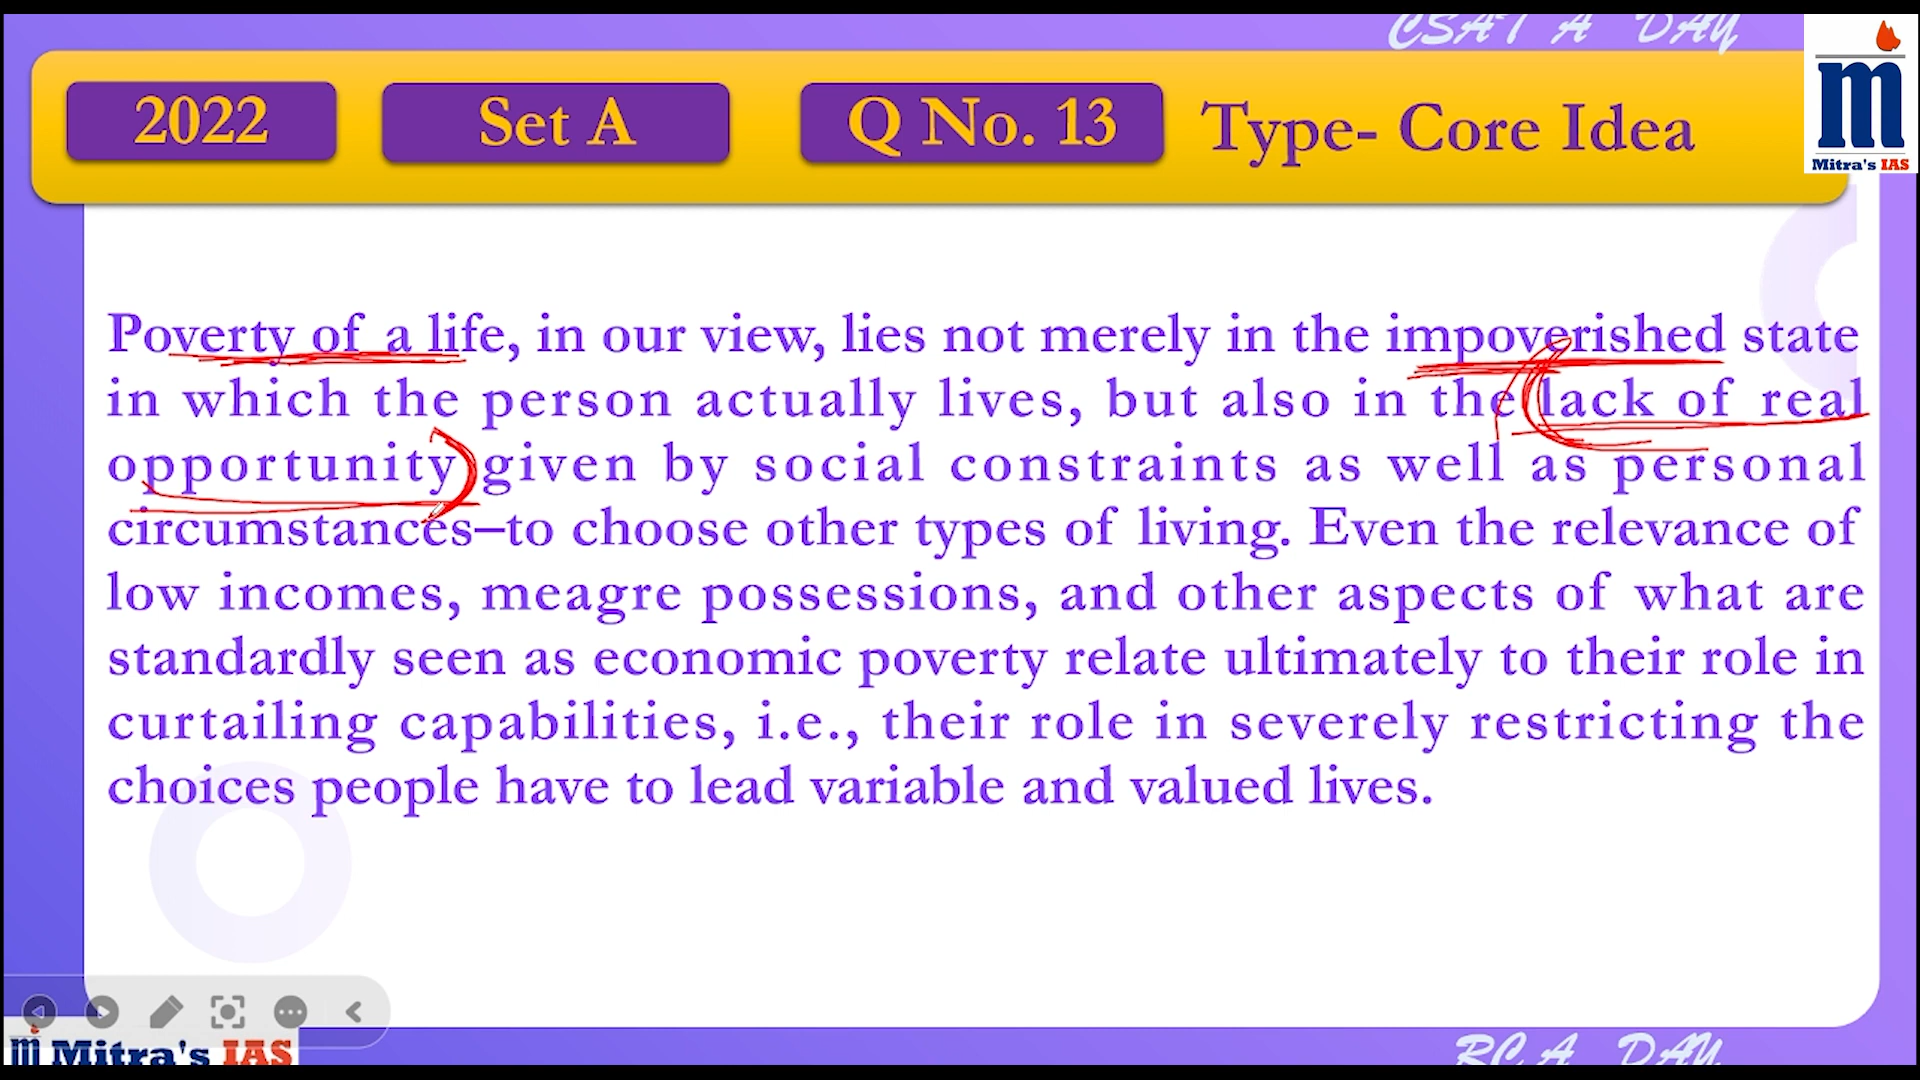 CSAT A DAY
2022
Set A
Q No. 13
Type- Core Idea
m
Mitra's IAS
Poverty of a life, in our view, lies not merely in the impoverished state
in which the person actually lives, but also in the lack of real
opportunity given by social constraints as well as personal
circumstances–to choose other types of living. Even the relevance of
low incomes, meagre possessions, and other aspects of what are
standardly seen as economic poverty relate ultimately to their role in
curtailing capabilities, i.e., their role in severely restricting the
choices people have to lead variable and valued lives.
m Mitra's IAS
RC A DAY